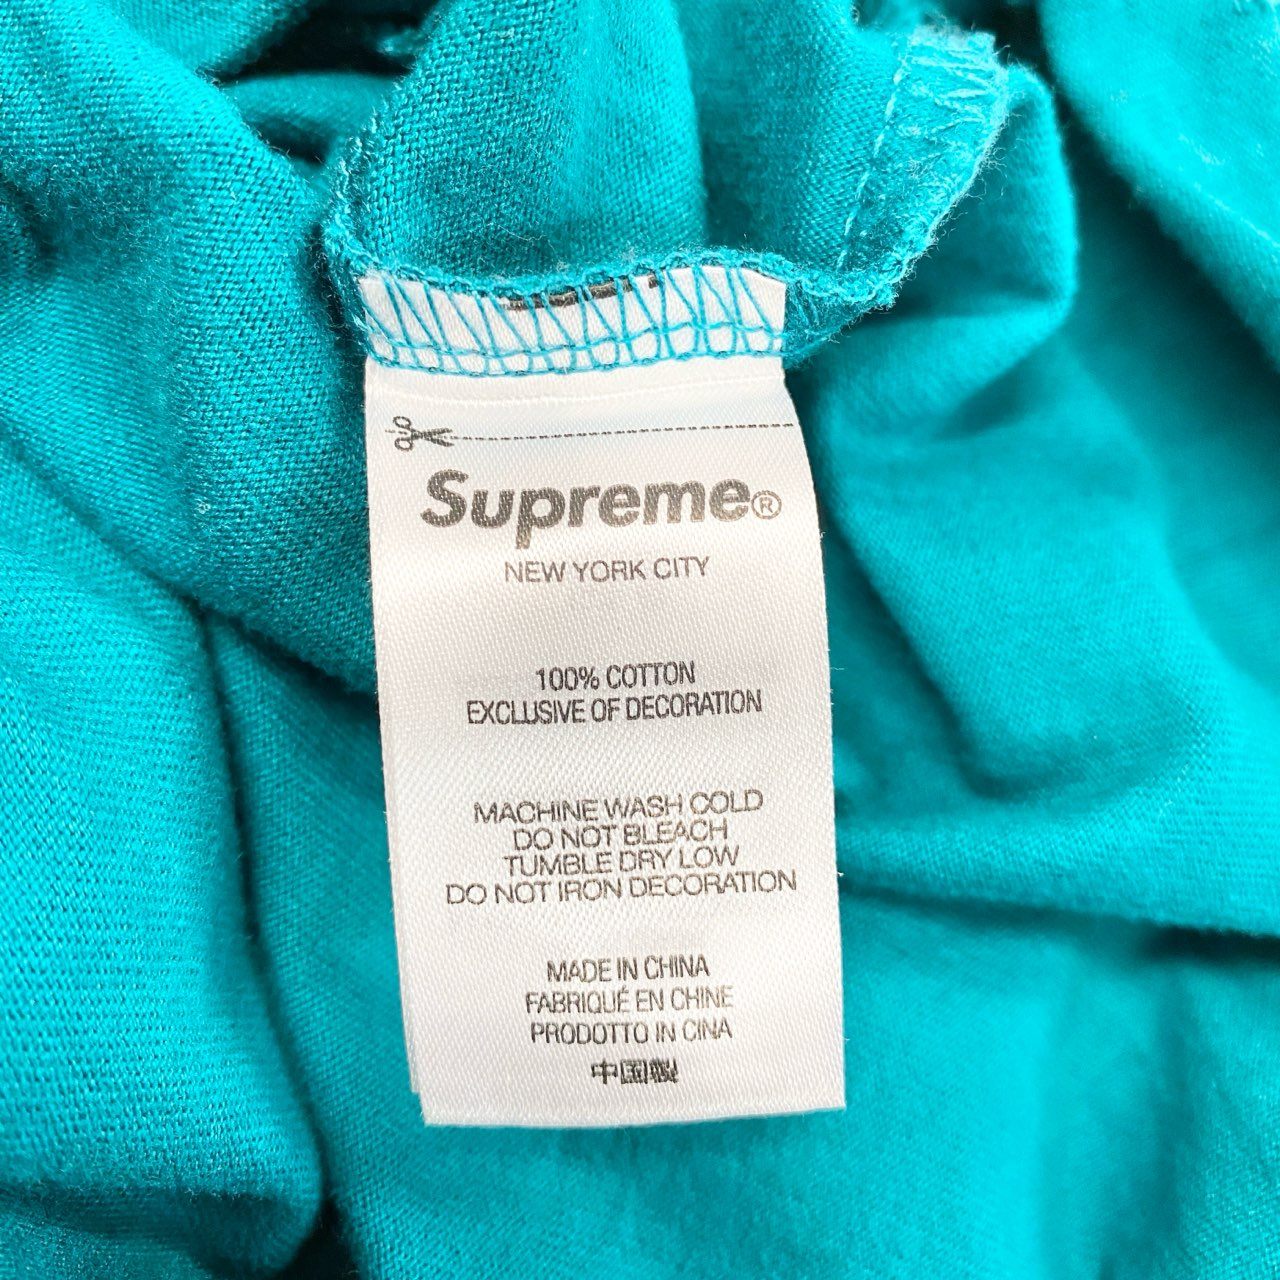 Supreme®
NEW YORK CITY
100% COTTON
EXCLUSIVE OF DECORATION
MACHINE WASH COLD
DO NOT BLEACH
TUMBLE DRY LOW
DO NOT IRON DECORATION
MADE IN CHINA
FABRIQUÉ EN CHINE
PRODOTTO IN CINA
中国製